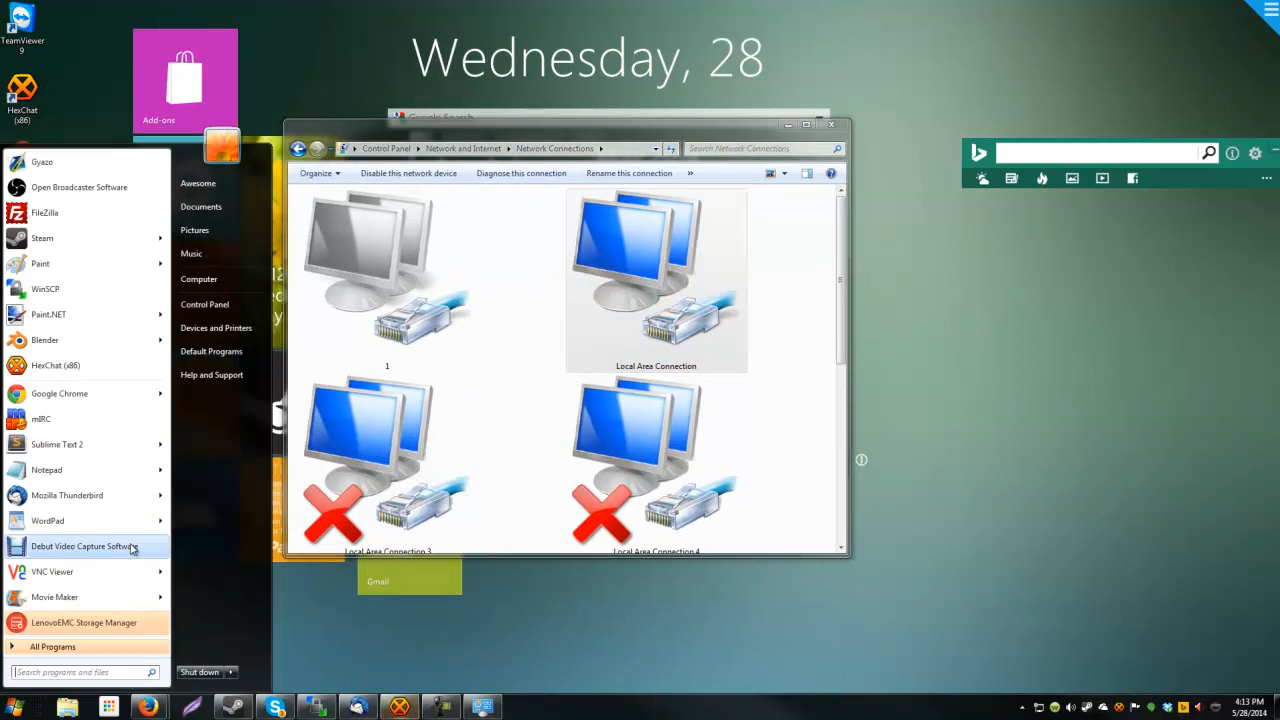 TeamViewer
9
HexChat
(x86)
Add-ons
Wednesday, 28
Google Search
Control Panel
Network and Internet
Network Connections
Search Network Connections
Organize
Disable this network device
Diagnose this connection
Rename this connection
»
1
Local Area Connection
Local Area Connection 3
Local Area Connection 4
Gmail
Gyazo
Open Broadcaster Software
FileZilla
Steam
Paint
WinSCP
Paint.NET
Blender
HexChat (x86)
Google Chrome
mIRC
Sublime Text 2
Notepad
Mozilla Thunderbird
WordPad
Debut Video Capture Software
VNC Viewer
Movie Maker
LenovoEMC Storage Manager
All Programs
Search programs and files
Awesome
Documents
Pictures
Music
Computer
Control Panel
Devices and Printers
Default Programs
Help and Support
Shut down
4:13 PM
5/28/2014